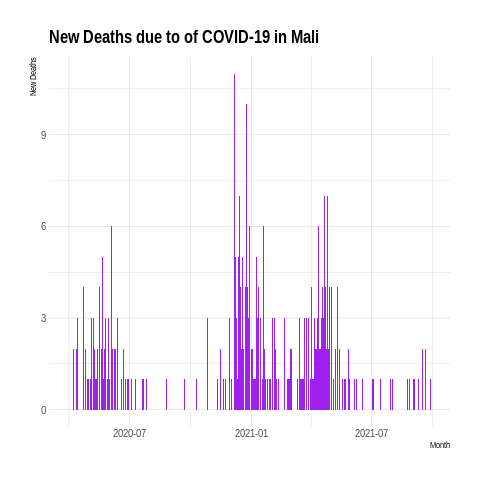 New Deaths due to of COVID-19 in Mali
New Deaths
9
6
3
0
2020-07 2021-01 2021-07
Month